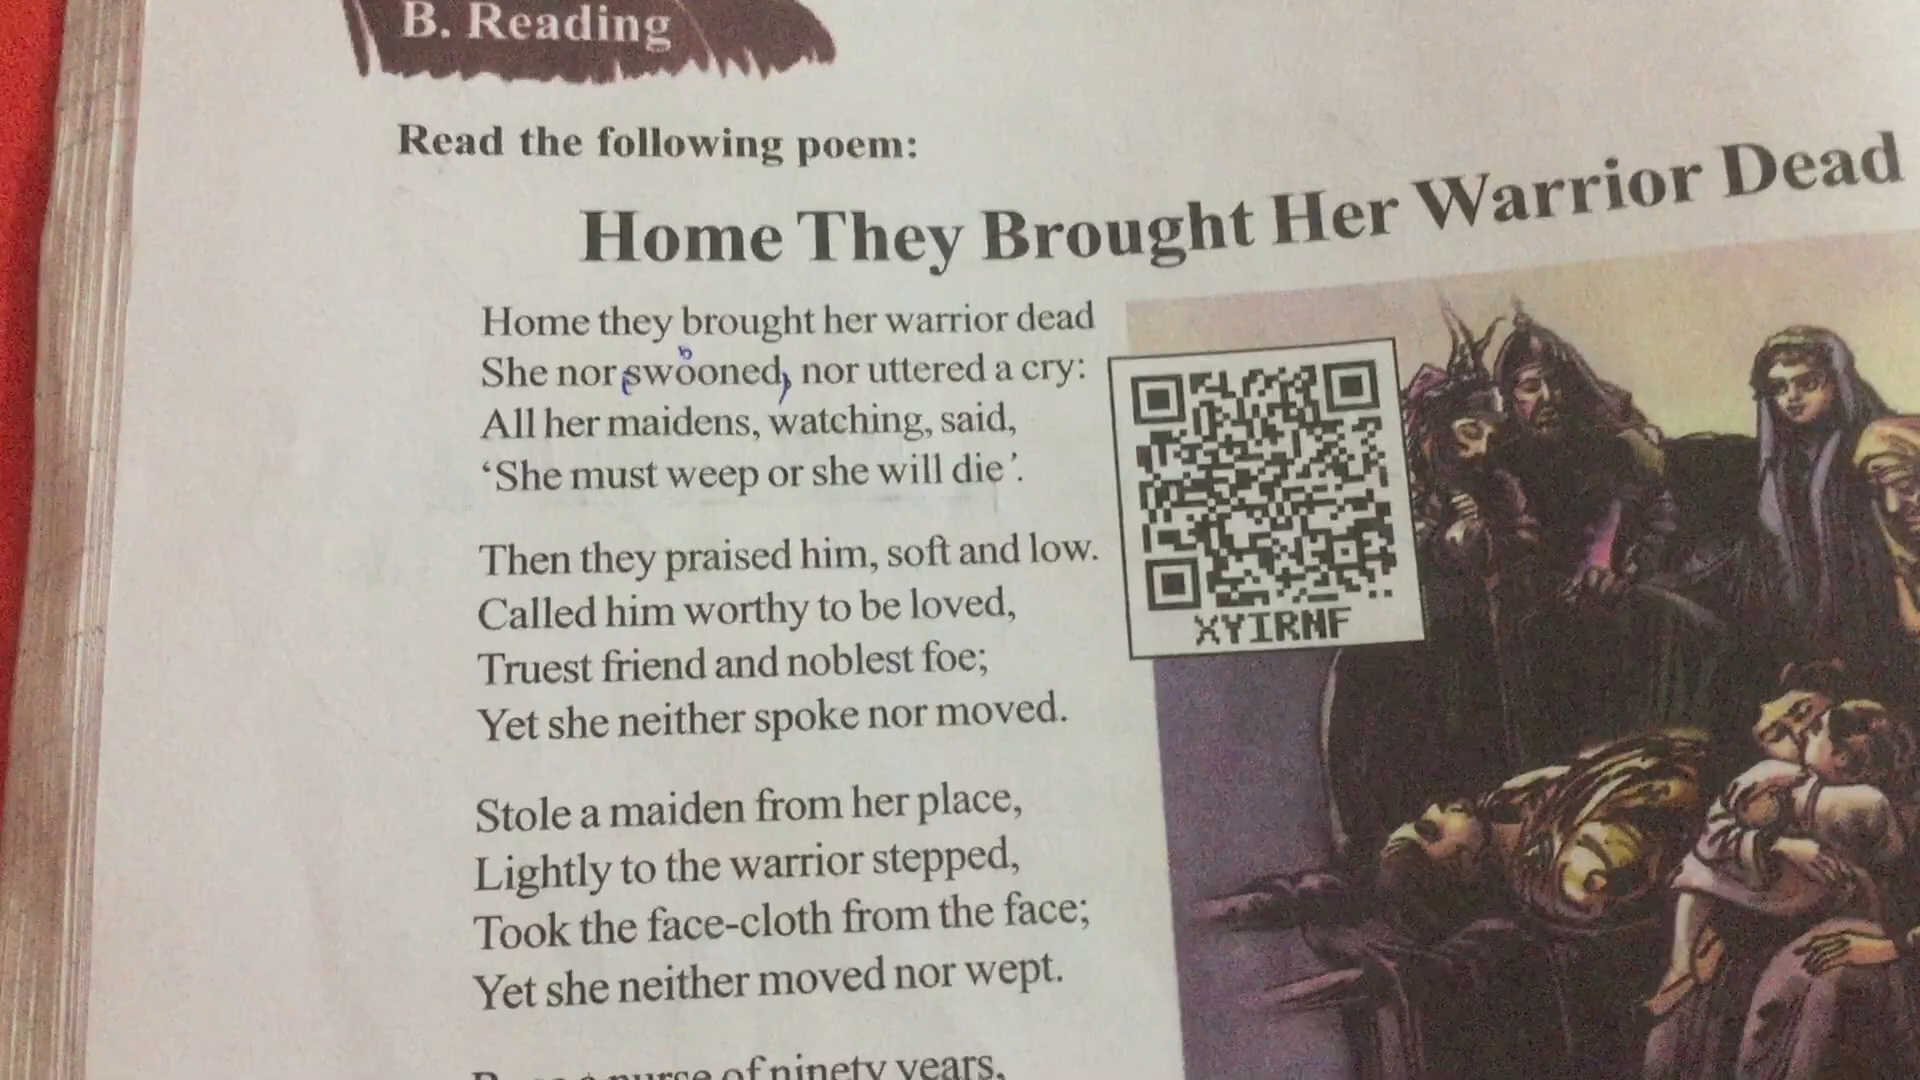 B. Reading
Read the following poem:
Home They Brought Her Warrior Dead
Home they brought her warrior dead
She nor swooned, nor uttered a cry:
All her maidens, watching, said,
‘She must weep or she will die’.
Then they praised him, soft and low.
Called him worthy to be loved,
Truest friend and noblest foe;
Yet she neither spoke nor moved.
Stole a maiden from her place,
Lightly to the warrior stepped,
Took the face-cloth from the face;
Yet she neither moved nor wept.
nurse of ninety years,
XYIRNF